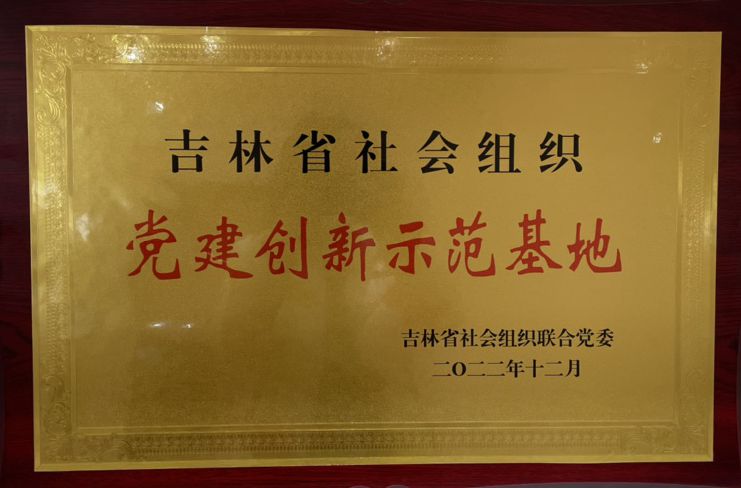 吉林省社会组织
党建创新示范基地
吉林省社会组织联合党委
二〇二二年十二月